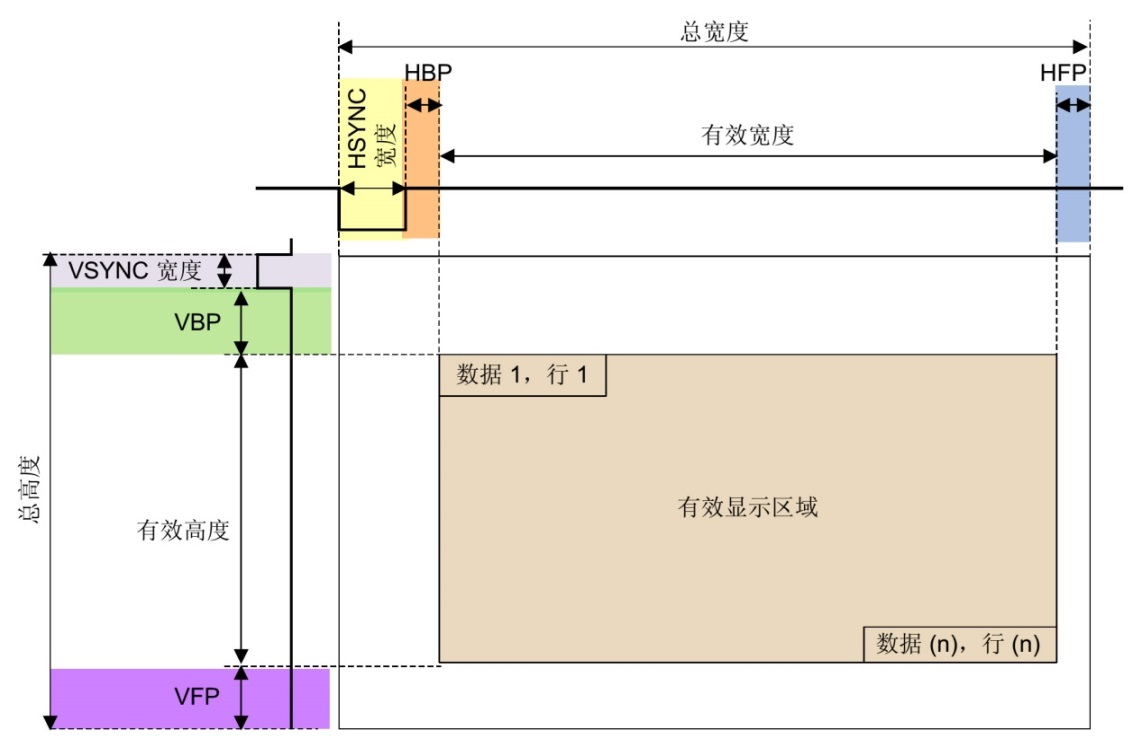 总宽度
HBP
HFP
HSYNC
宽度
有效宽度
VSYNC 宽度
VBP
数据 1，行 1
总高度
有效高度
有效显示区域
数据 (n)，行 (n)
VFP